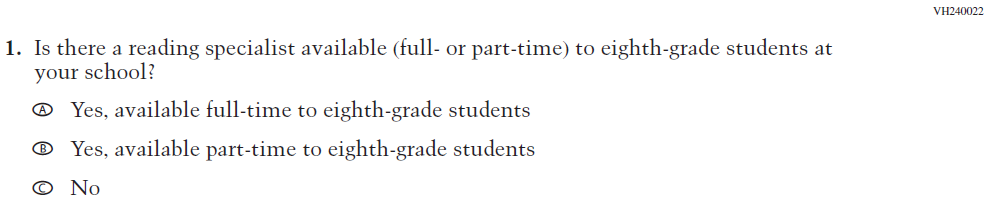 VH240022
1. Is there a reading specialist available (full- or part-time) to eighth-grade students at
your school?
A Yes, available full-time to eighth-grade students
B Yes, available part-time to eighth-grade students
C No